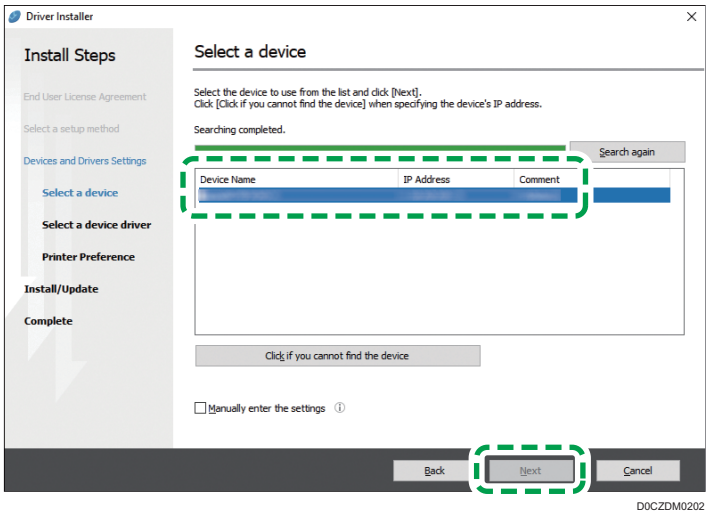 Driver Installer
Install Steps
End User License Agreement
Select a setup method
Devices and Drivers Settings
Select a device
Select a device driver
Printer Preference
Install/Update
Complete
Select a device
Select the device to use from the list and click [Next].
Click [Click if you cannot find the device] when specifying the device's IP address.
Searching completed.
Search again
Device Name IP Address Comment
Click if you cannot find the device
Manually enter the settings
Back Next Cancel
D0CZDM0202